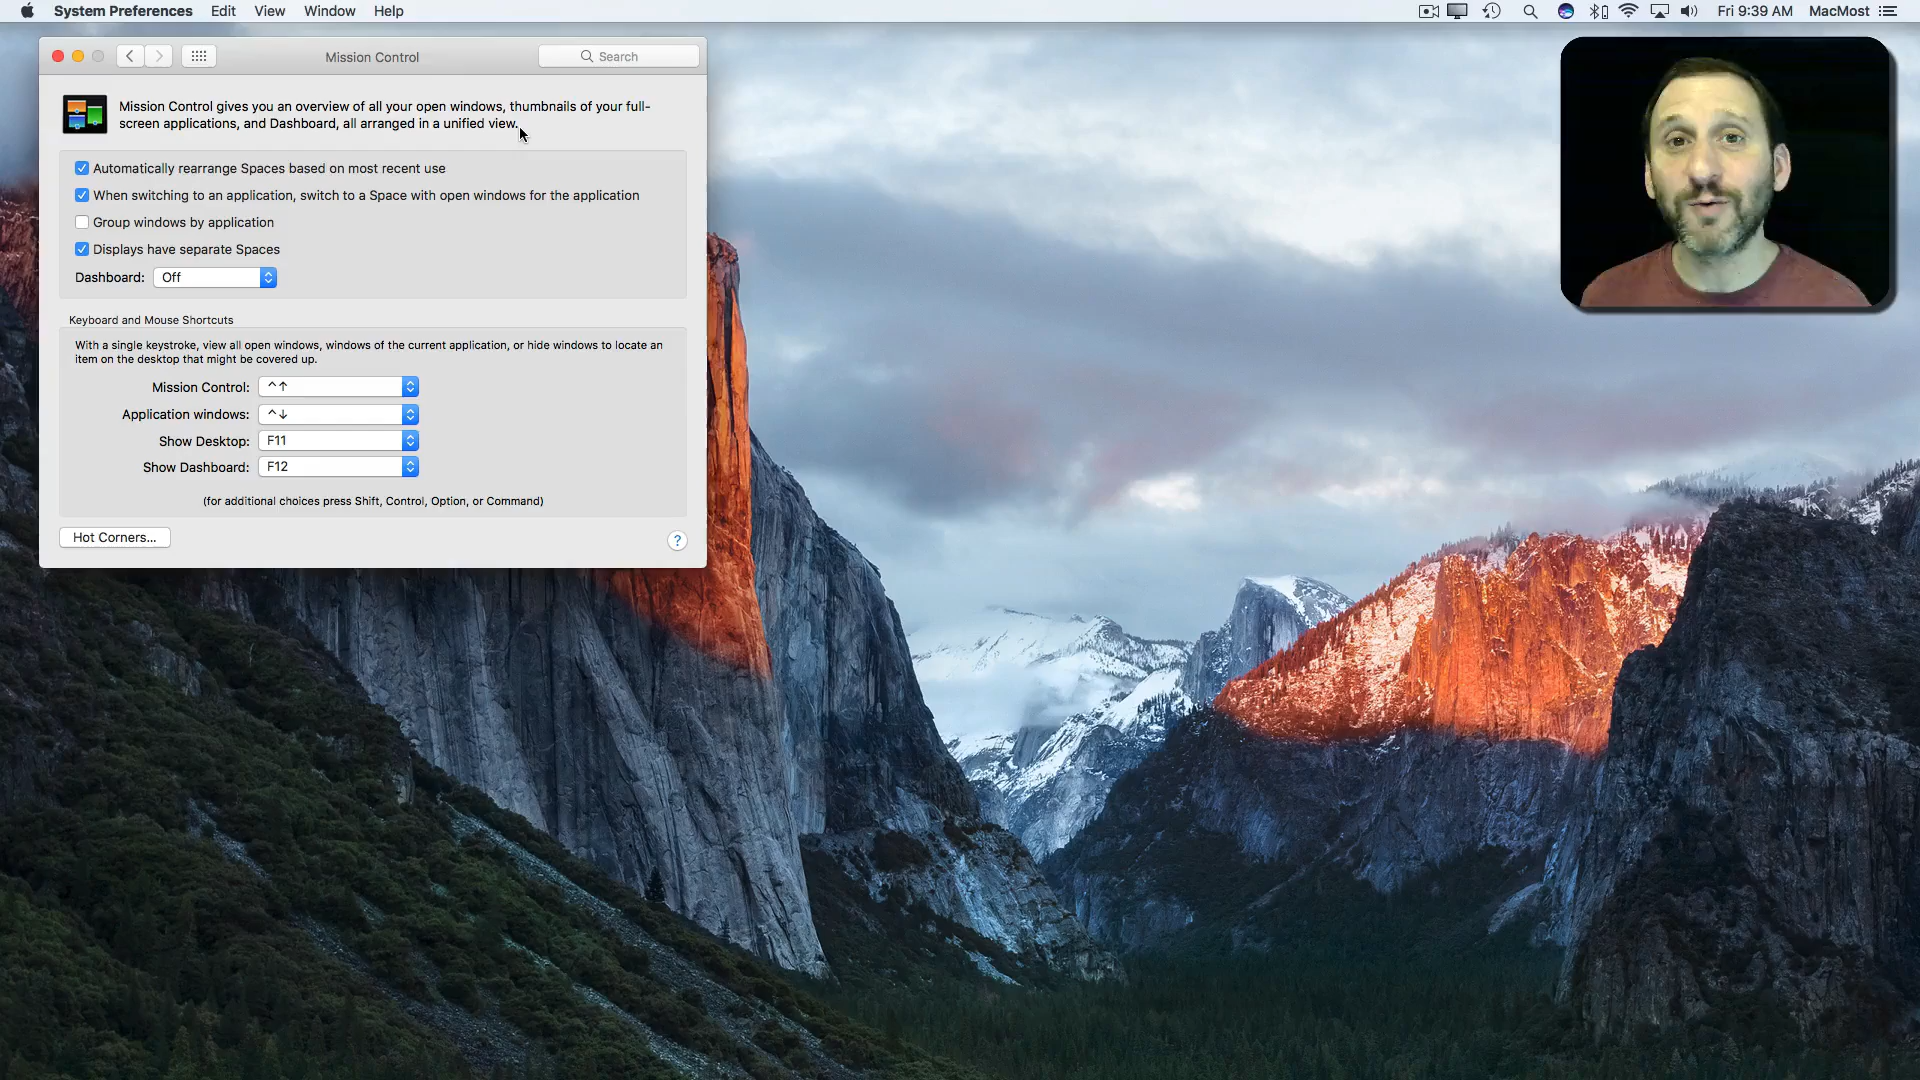 System Preferences Edit View Window Help
Fri 9:39 AM MacMost
Mission Control
Search
Mission Control gives you an overview of all your open windows, thumbnails of your full-
screen applications, and Dashboard, all arranged in a unified view.
Automatically rearrange Spaces based on most recent use
When switching to an application, switch to a Space with open windows for the application
Group windows by application
Displays have separate Spaces
Dashboard: Off
Keyboard and Mouse Shortcuts
With a single keystroke, view all open windows, windows of the current application, or hide windows to locate an
item on the desktop that might be covered up.
Mission Control: ^↑
Application windows: ^↓
Show Desktop: F11
Show Dashboard: F12
(for additional choices press Shift, Control, Option, or Command)
Hot Corners...
?